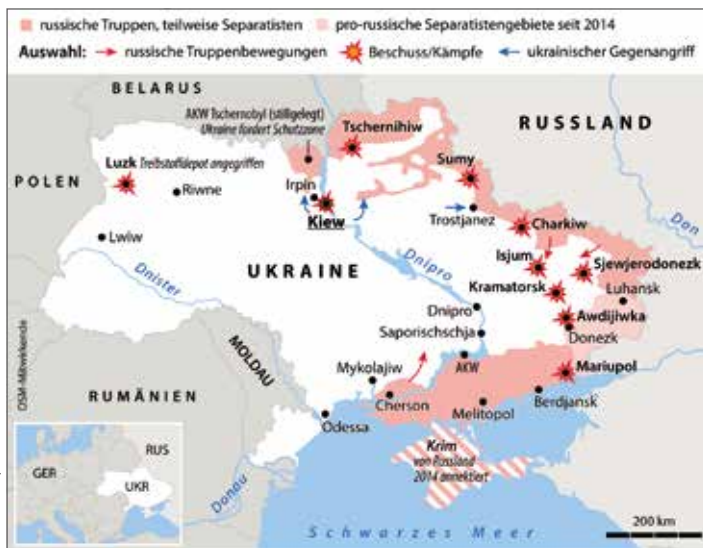 russische Truppen, teilweise Separatisten
pro-russische Separatistengebiete seit 2014
Auswahl:
russische Truppenbewegungen
Beschuss/Kämpfe
ukrainischer Gegenangriff
BELARUS
AKW Tschernobyl (stillgelegt)
Ukraine fordert Schutzzone
Tschernihiw
RUSSLAND
Sumy
POLEN
Luzk Treibstoffdepot angegriffen
Riwne
Irpin
Kiew
Trostjanez
Charkiw
Don
Lwiw
UKRAINE
Dnipro
Isjum
Sjewjerodonezk
Dnister
Kramatorsk
Luhansk
Dnipro
Awdijiwka
Saporischschja
Donezk
MOLDAU
Mykolajiw
AKW
Mariupol
OSM-Mitwirkende
RUMÄNIEN
Cherson
Melitopol
Berdjansk
Odessa
Krim
von Russland
2014 annektiert
RUS
GER
UKR
Donau
Schwarzes Meer
200 km